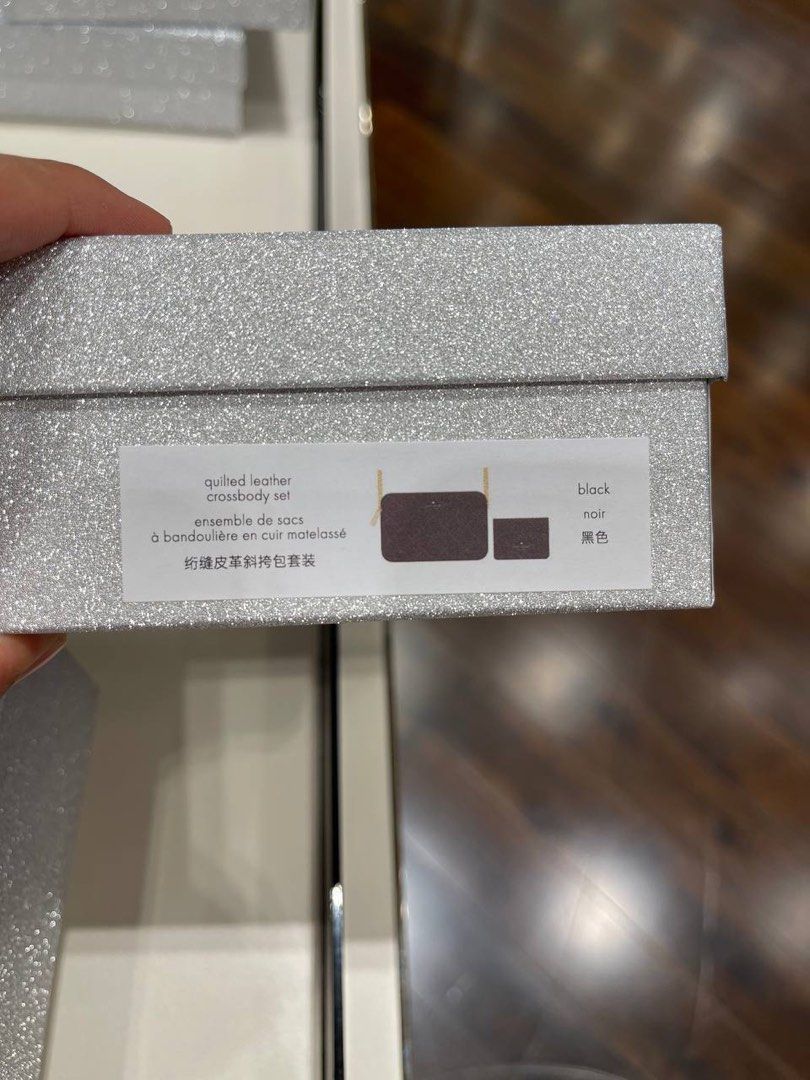 quilted leather
crossbody set
ensemble de sacs
à bandoulière en cuir matelassé
绗缝皮革斜挎包套装
black
noir
黑色